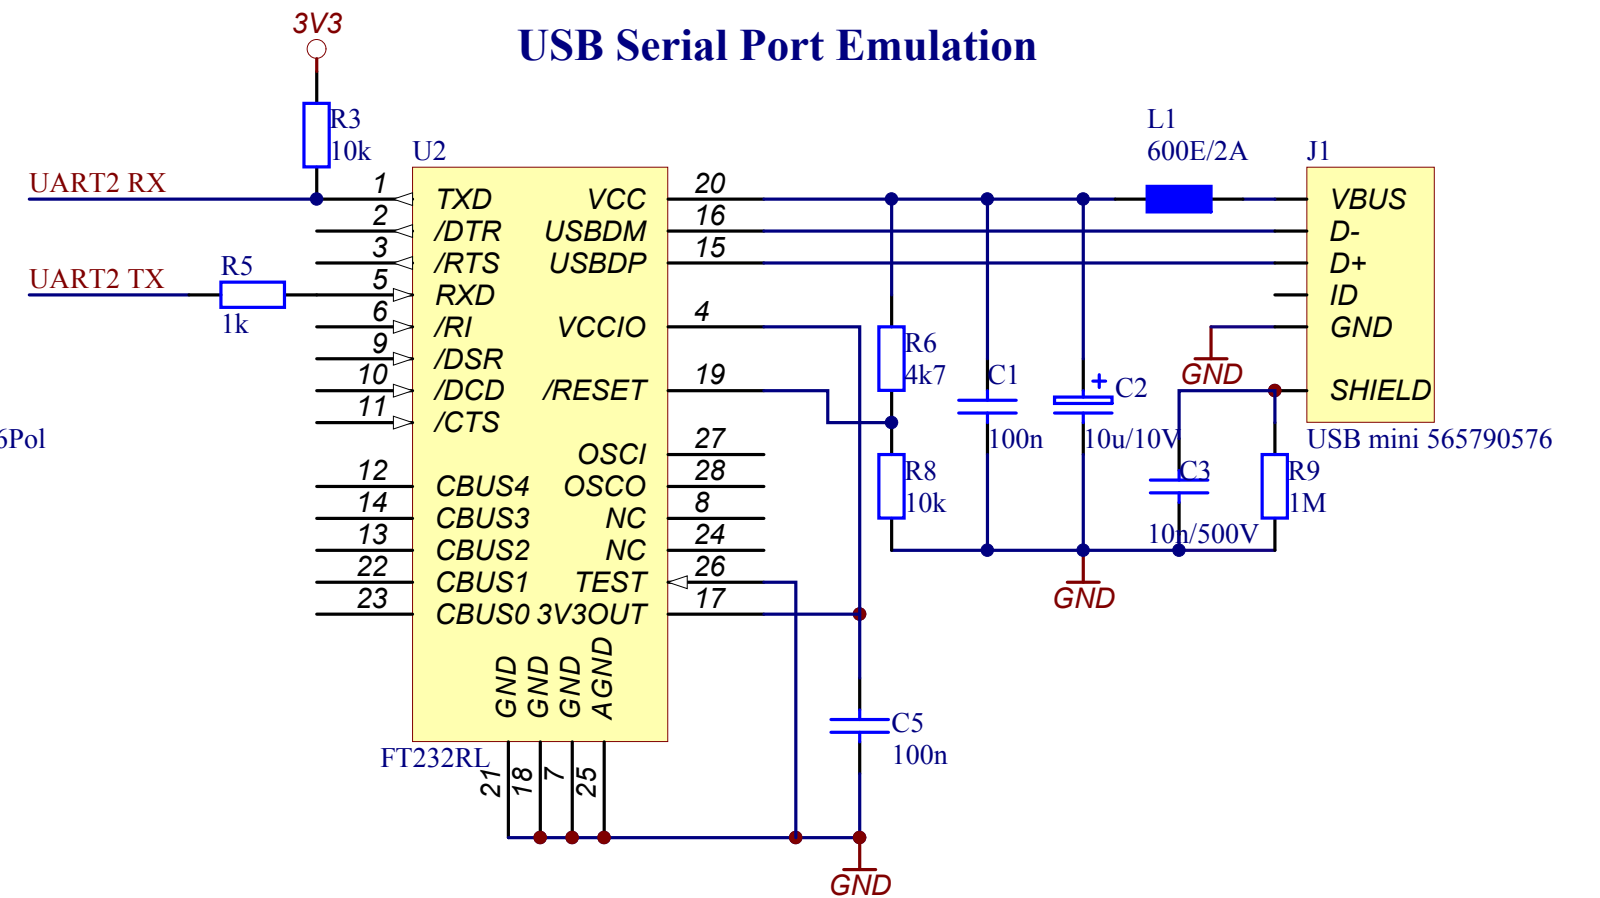 3V3
USB Serial Port Emulation
R3
10k
L1
600E/2A
U2
J1
UART2 RX
1
TXD
VCC
20
VBUS
2
/DTR
USBDM
16
D-
3
/RTS
USBDP
15
D+
UART2 TX
R5
1k
5
RXD
ID
6
/RI
VCCIO
4
GND
9
/DSR
R6
4k7
GND
10
/DCD
/RESET
19
C1
100n
C2
10u/10V
SHIELD
11
/CTS
6Pol
USB mini 565790576
OSCI
27
12
CBUS4
OSCO
28
R8
10k
C3
10n/500V
R9
1M
14
CBUS3
NC
8
13
CBUS2
NC
24
22
CBUS1
TEST
26
GND
23
CBUS0
3V3OUT
17
GND
GND
GND
AGND
C5
100n
FT232RL
21
18
7
25
GND